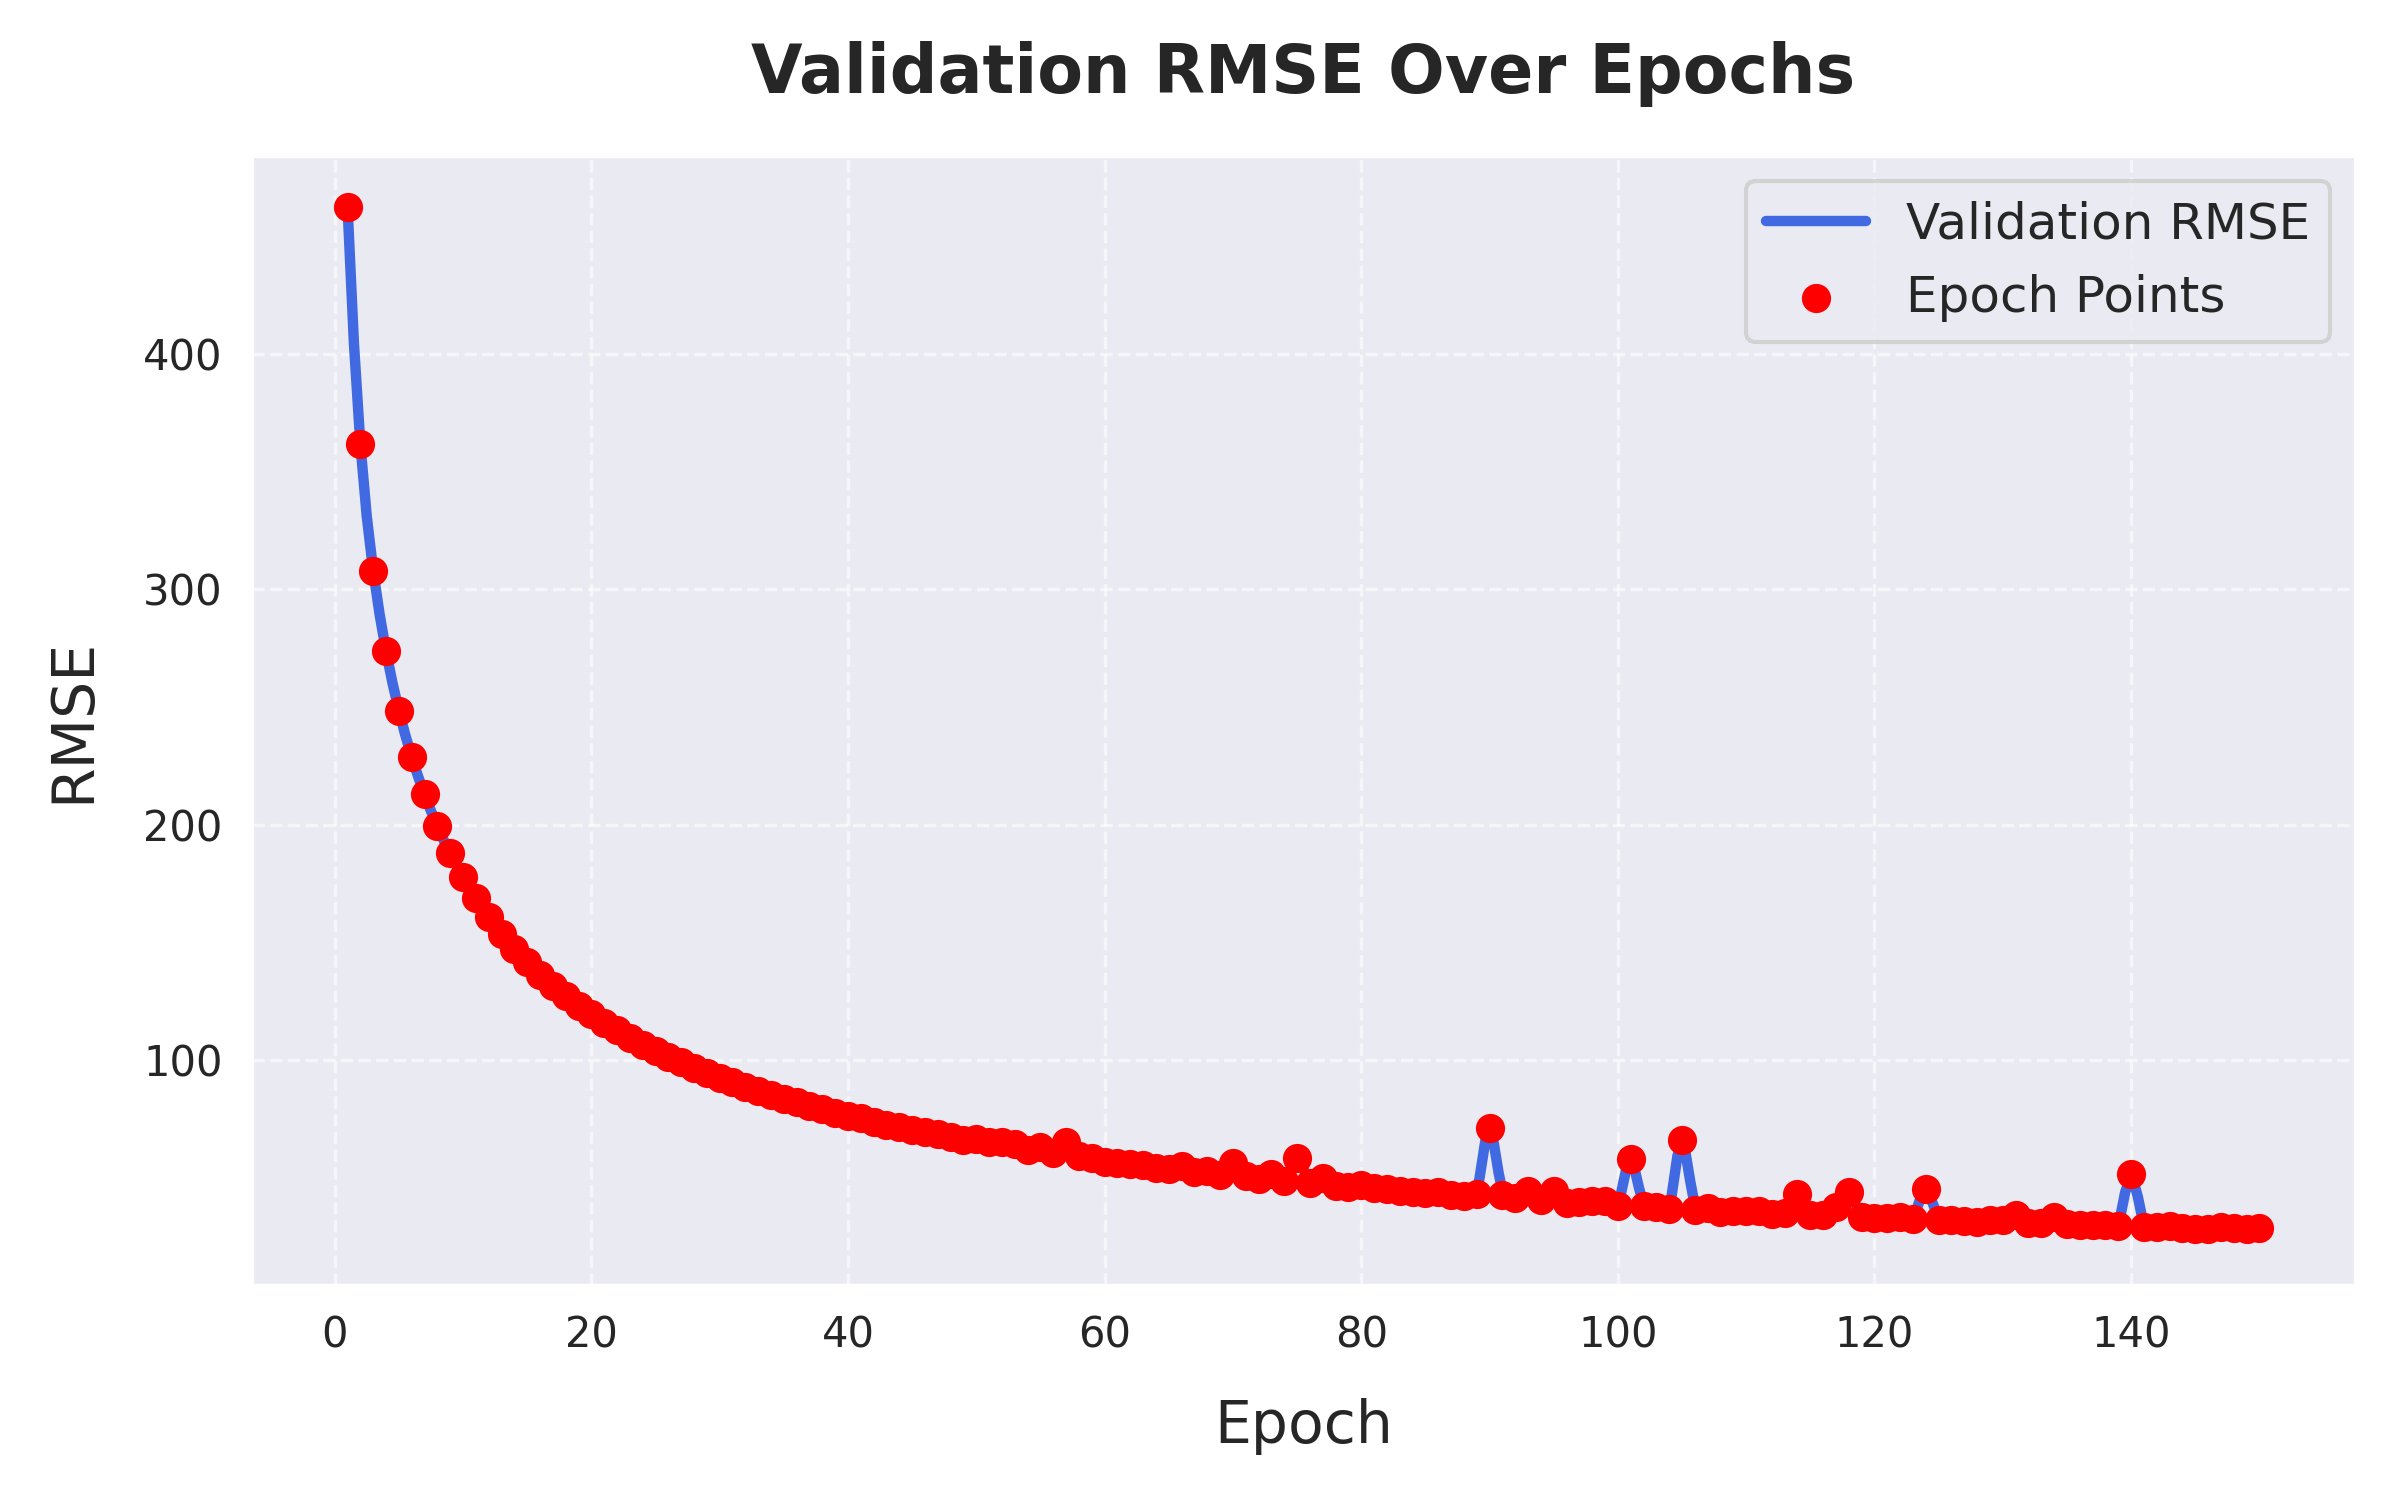 Validation RMSE Over Epochs
Validation RMSE
Epoch Points
RMSE
400
300
200
100
0 20 40 60 80 100 120 140
Epoch